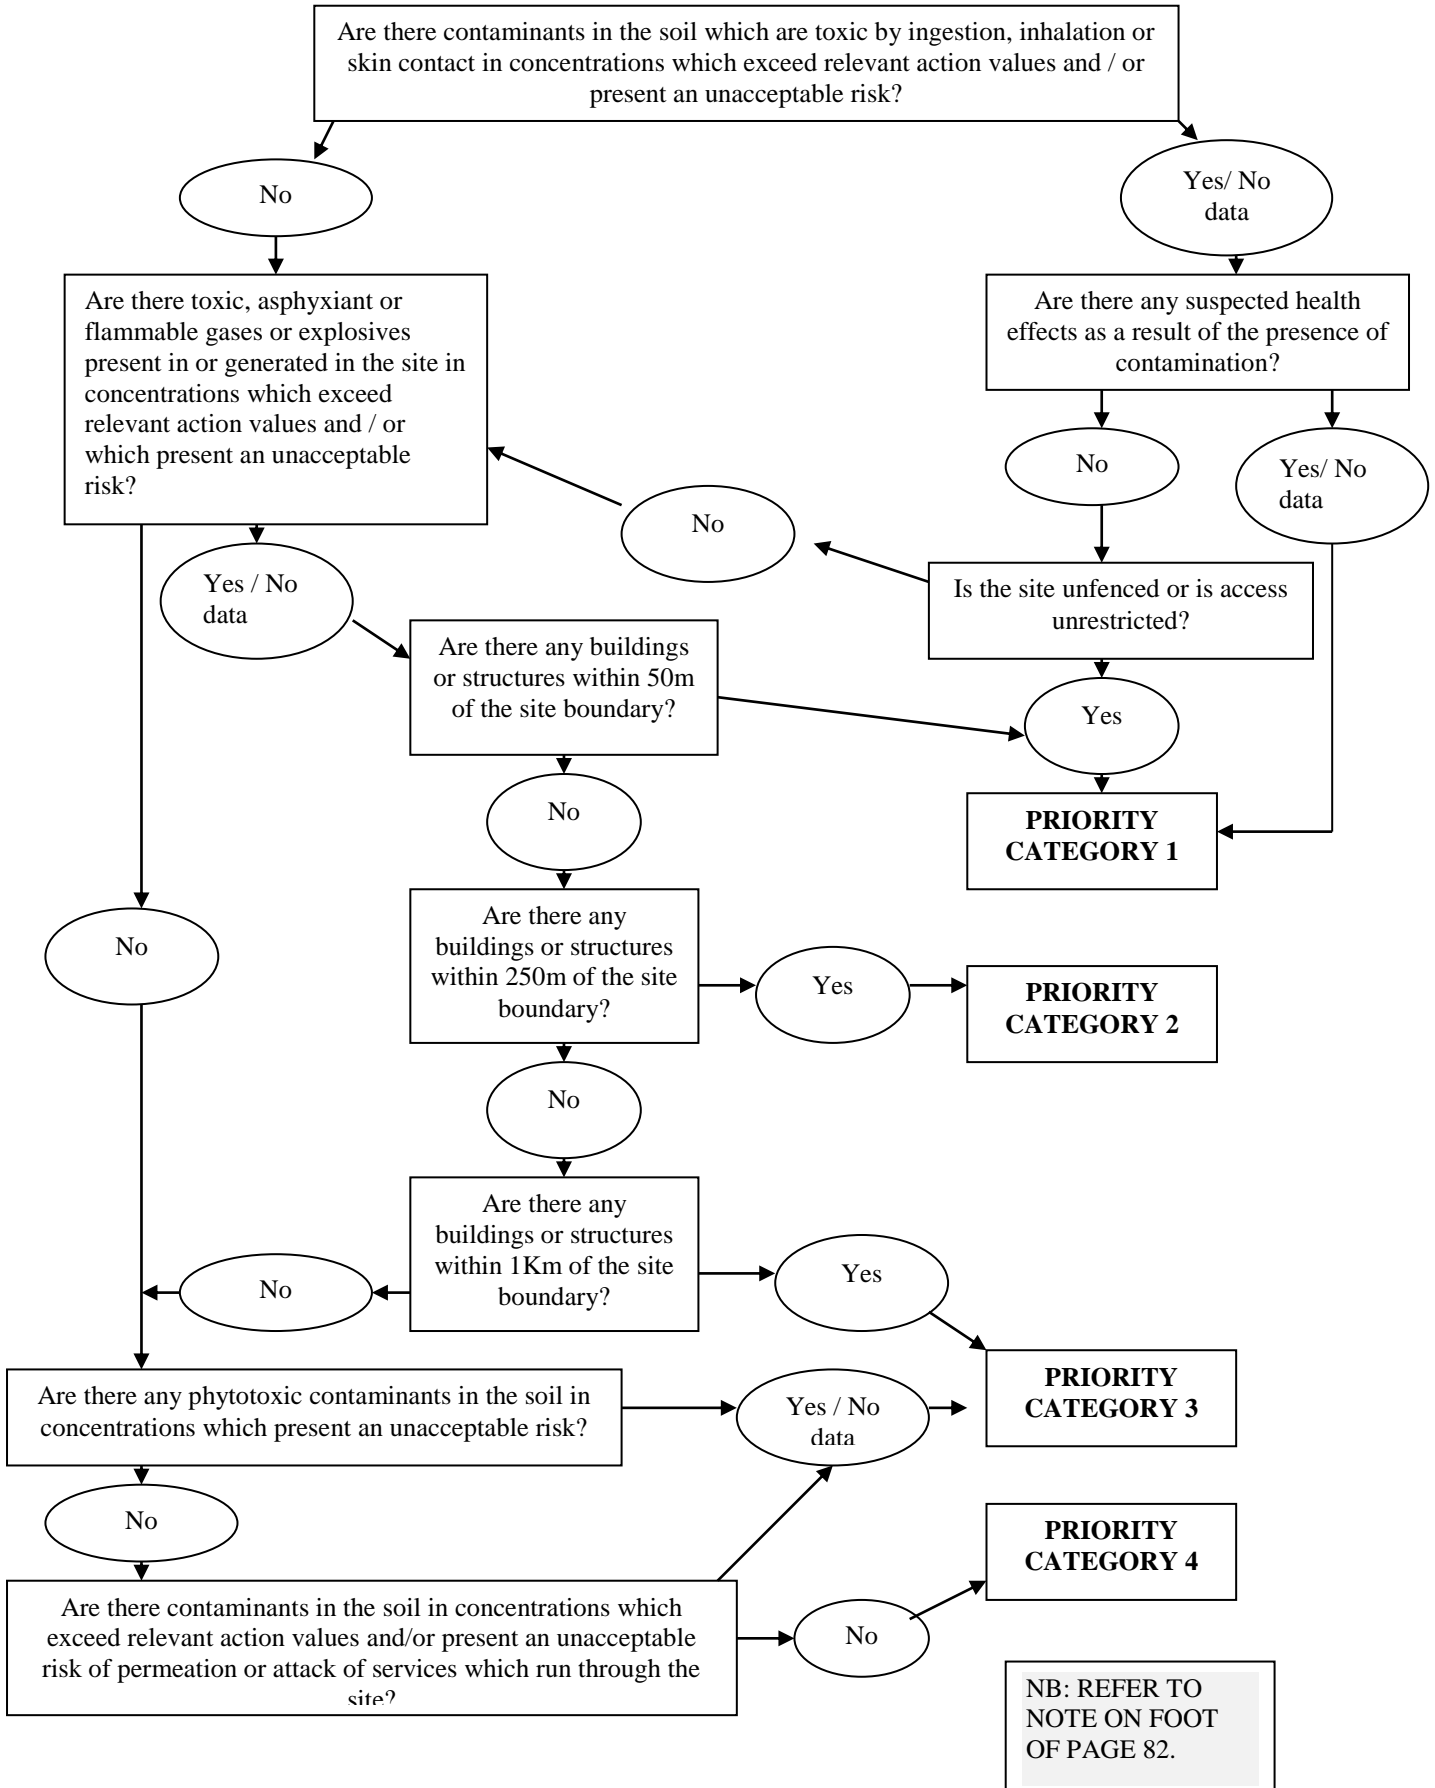 Are there contaminants in the soil which are toxic by ingestion, inhalation or
skin contact in concentrations which exceed relevant action values and / or
present an unacceptable risk?
No
Yes/ No
data
Are there toxic, asphyxiant or
flammable gases or explosives
present in or generated in the site in
concentrations which exceed
relevant action values and / or
which present an unacceptable
risk?
Are there any suspected health
effects as a result of the presence of
contamination?
No
Yes/ No
data
No
Is the site unfenced or is access
unrestricted?
Yes / No
data
Are there any buildings
or structures within 50m
of the site boundary?
Yes
No
PRIORITY
CATEGORY 1
No
Are there any
buildings or structures
within 250m of the site
boundary?
Yes
PRIORITY
CATEGORY 2
No
Are there any
buildings or structures
within 1Km of the site
boundary?
No
Yes
PRIORITY
CATEGORY 3
Are there any phytotoxic contaminants in the soil in
concentrations which present an unacceptable risk?
Yes / No
data
No
PRIORITY
CATEGORY 4
Are there contaminants in the soil in concentrations which
exceed relevant action values and/or present an unacceptable
risk of permeation or attack of services which run through the
site?
No
NB: REFER TO
NOTE ON FOOT
OF PAGE 82.